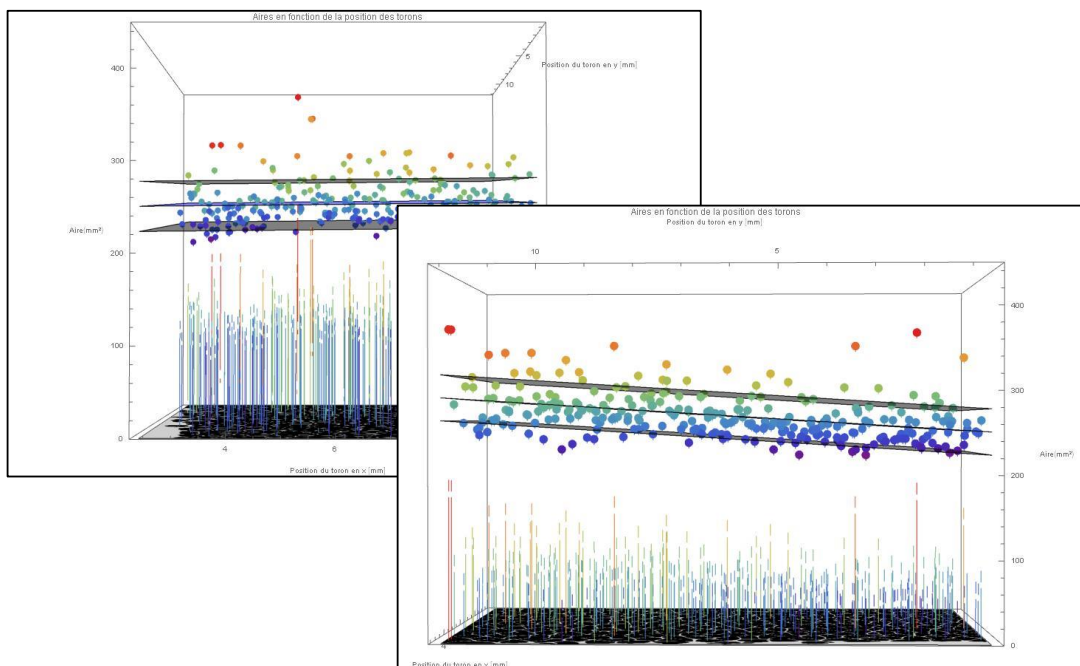 Aires en fonction de la position des torons
400
300
200
100
0
Aire[mm²]
5
Position du toron en y [mm]
10
4
6
Position du toron en x [mm]
Aires en fonction de la position des torons
Position du toron en y [mm]
10
5
400
300
200
100
0
Aire[mm²]
4
Position du toron en x [mm]